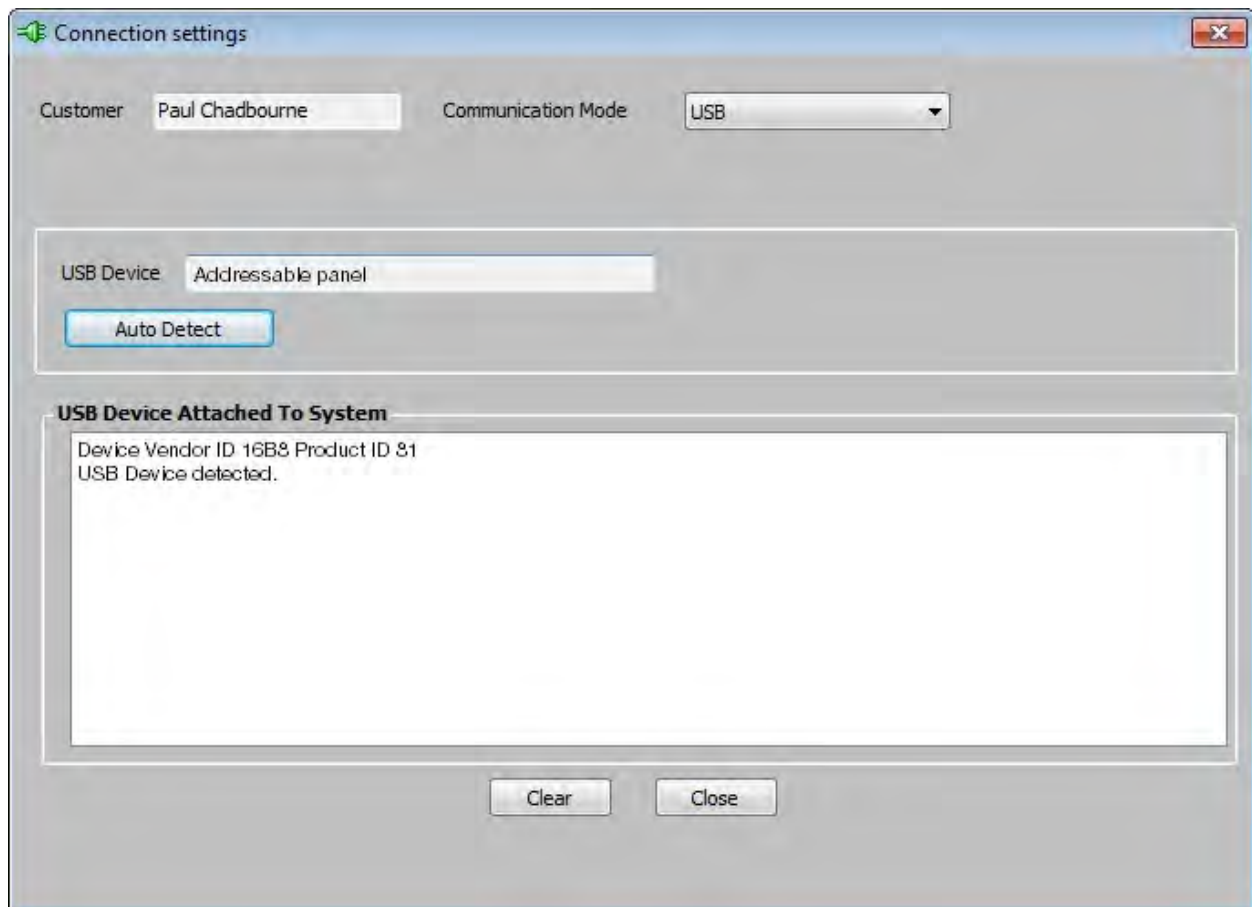 Connection settings
Customer Paul Chadbourne Communication Mode USB
USB Device Addressable panel
Auto Detect
USB Device Attached To System
Device Vendor ID 16B8 Product ID 81
USB Device detected.
Clear Close